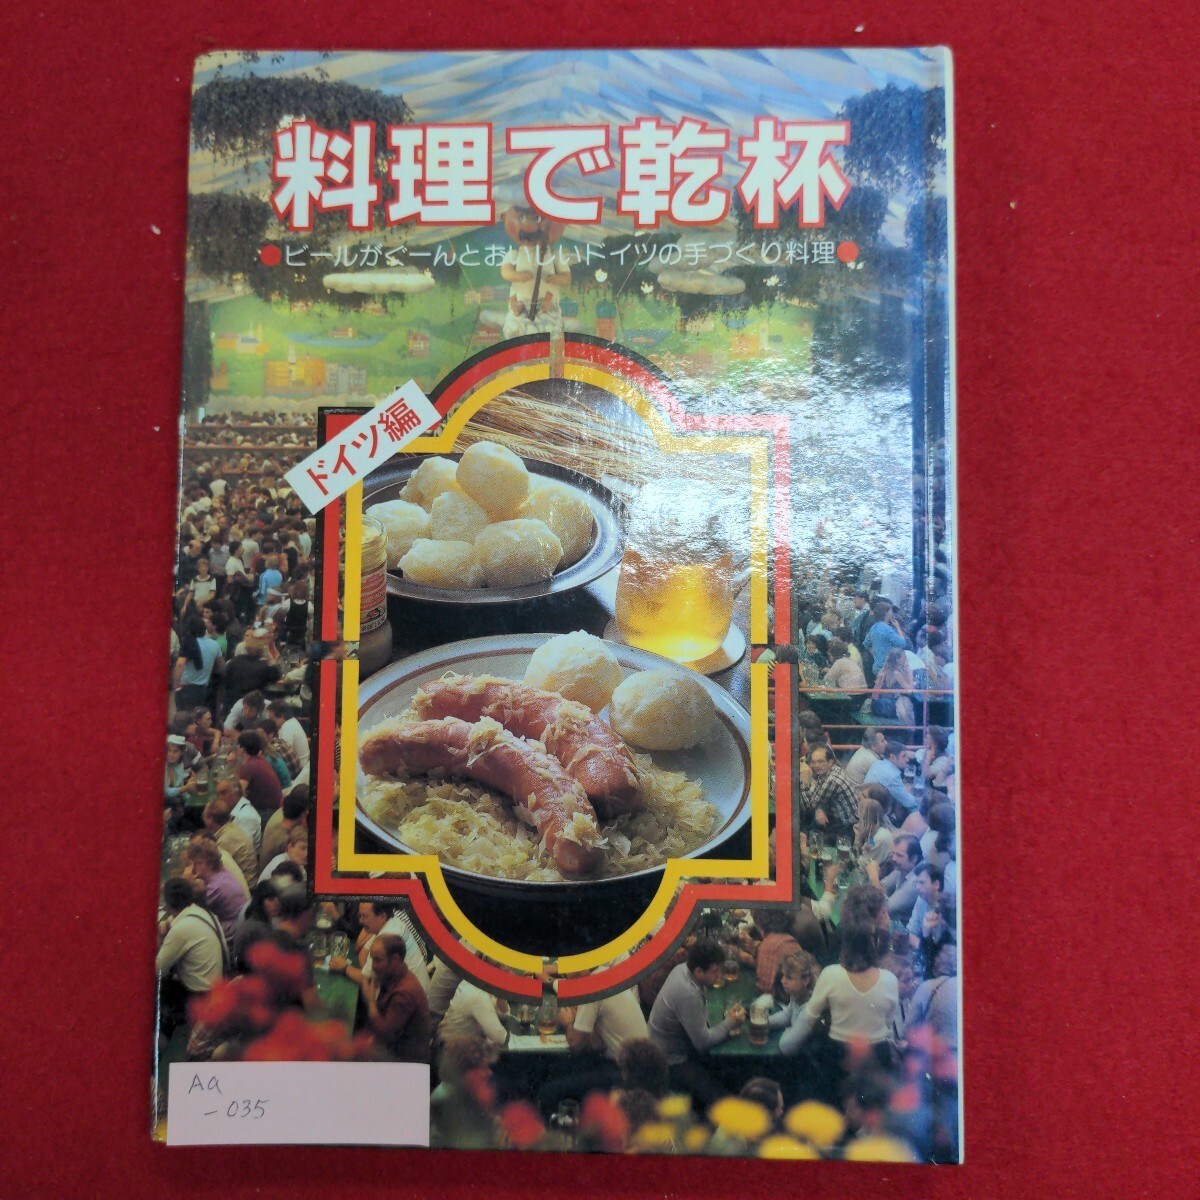 料理で乾杯
●ビールがぐーんとおいしいドイツの手づくり料理●
ドイツ編
Aa
-035